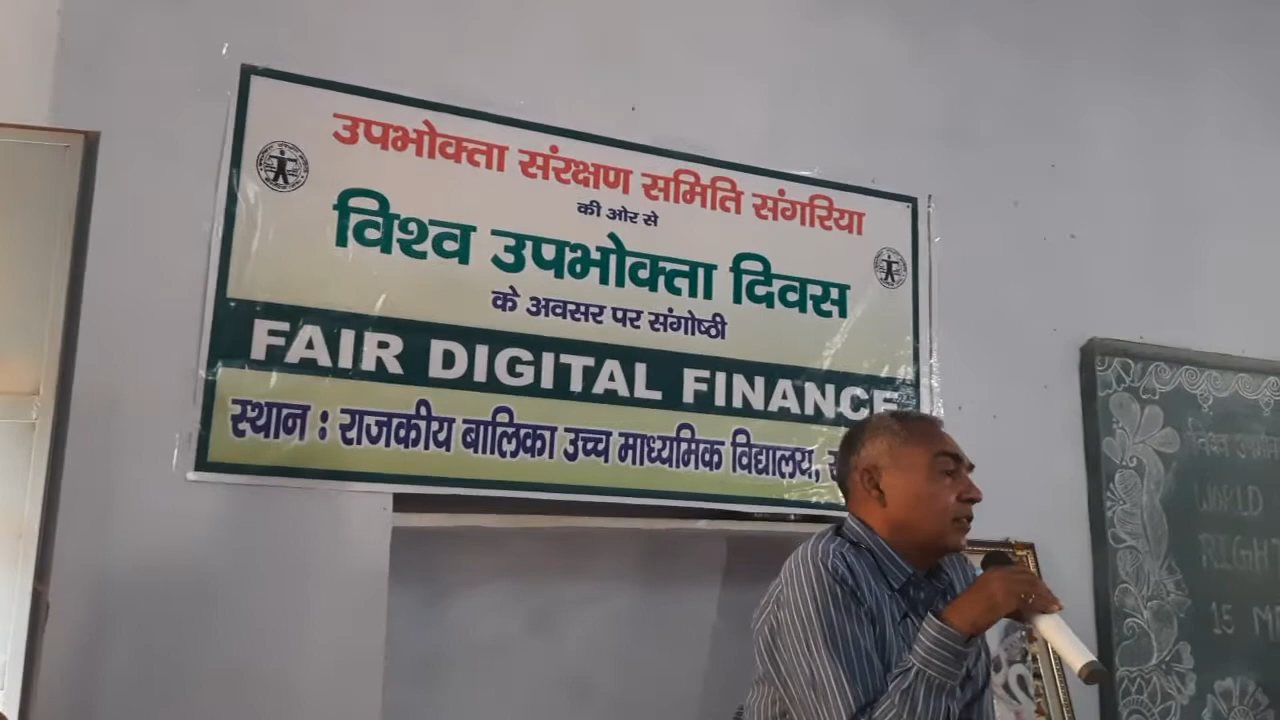 उपभोक्ता संरक्षण समिति संगरिया
की ओर से
विश्व उपभोक्ता दिवस
के अवसर पर संगोष्ठी
FAIR DIGITAL FINANCE
स्थान : राजकीय बालिका उच्च माध्यमिक विद्यालय,
विश्व
WORLD
RIGHT
15